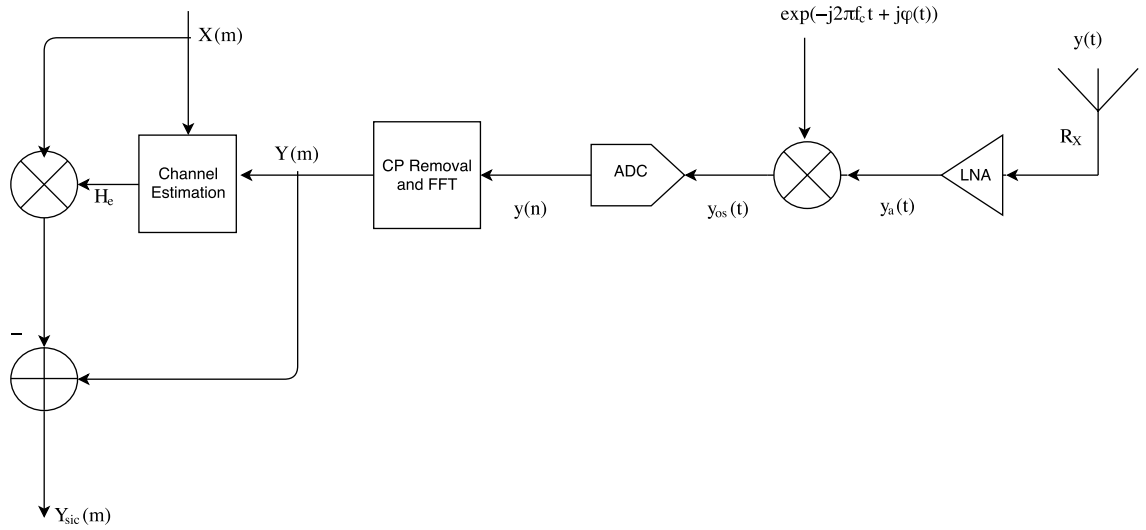 exp(−j2πf_c t + jφ(t))
X(m)
y(t)
R_X
Channel
Estimation
Y(m)
CP Removal
and FFT
ADC
LNA
H_e
y(n)
y_os(t)
y_a(t)
−
Y_sic(m)